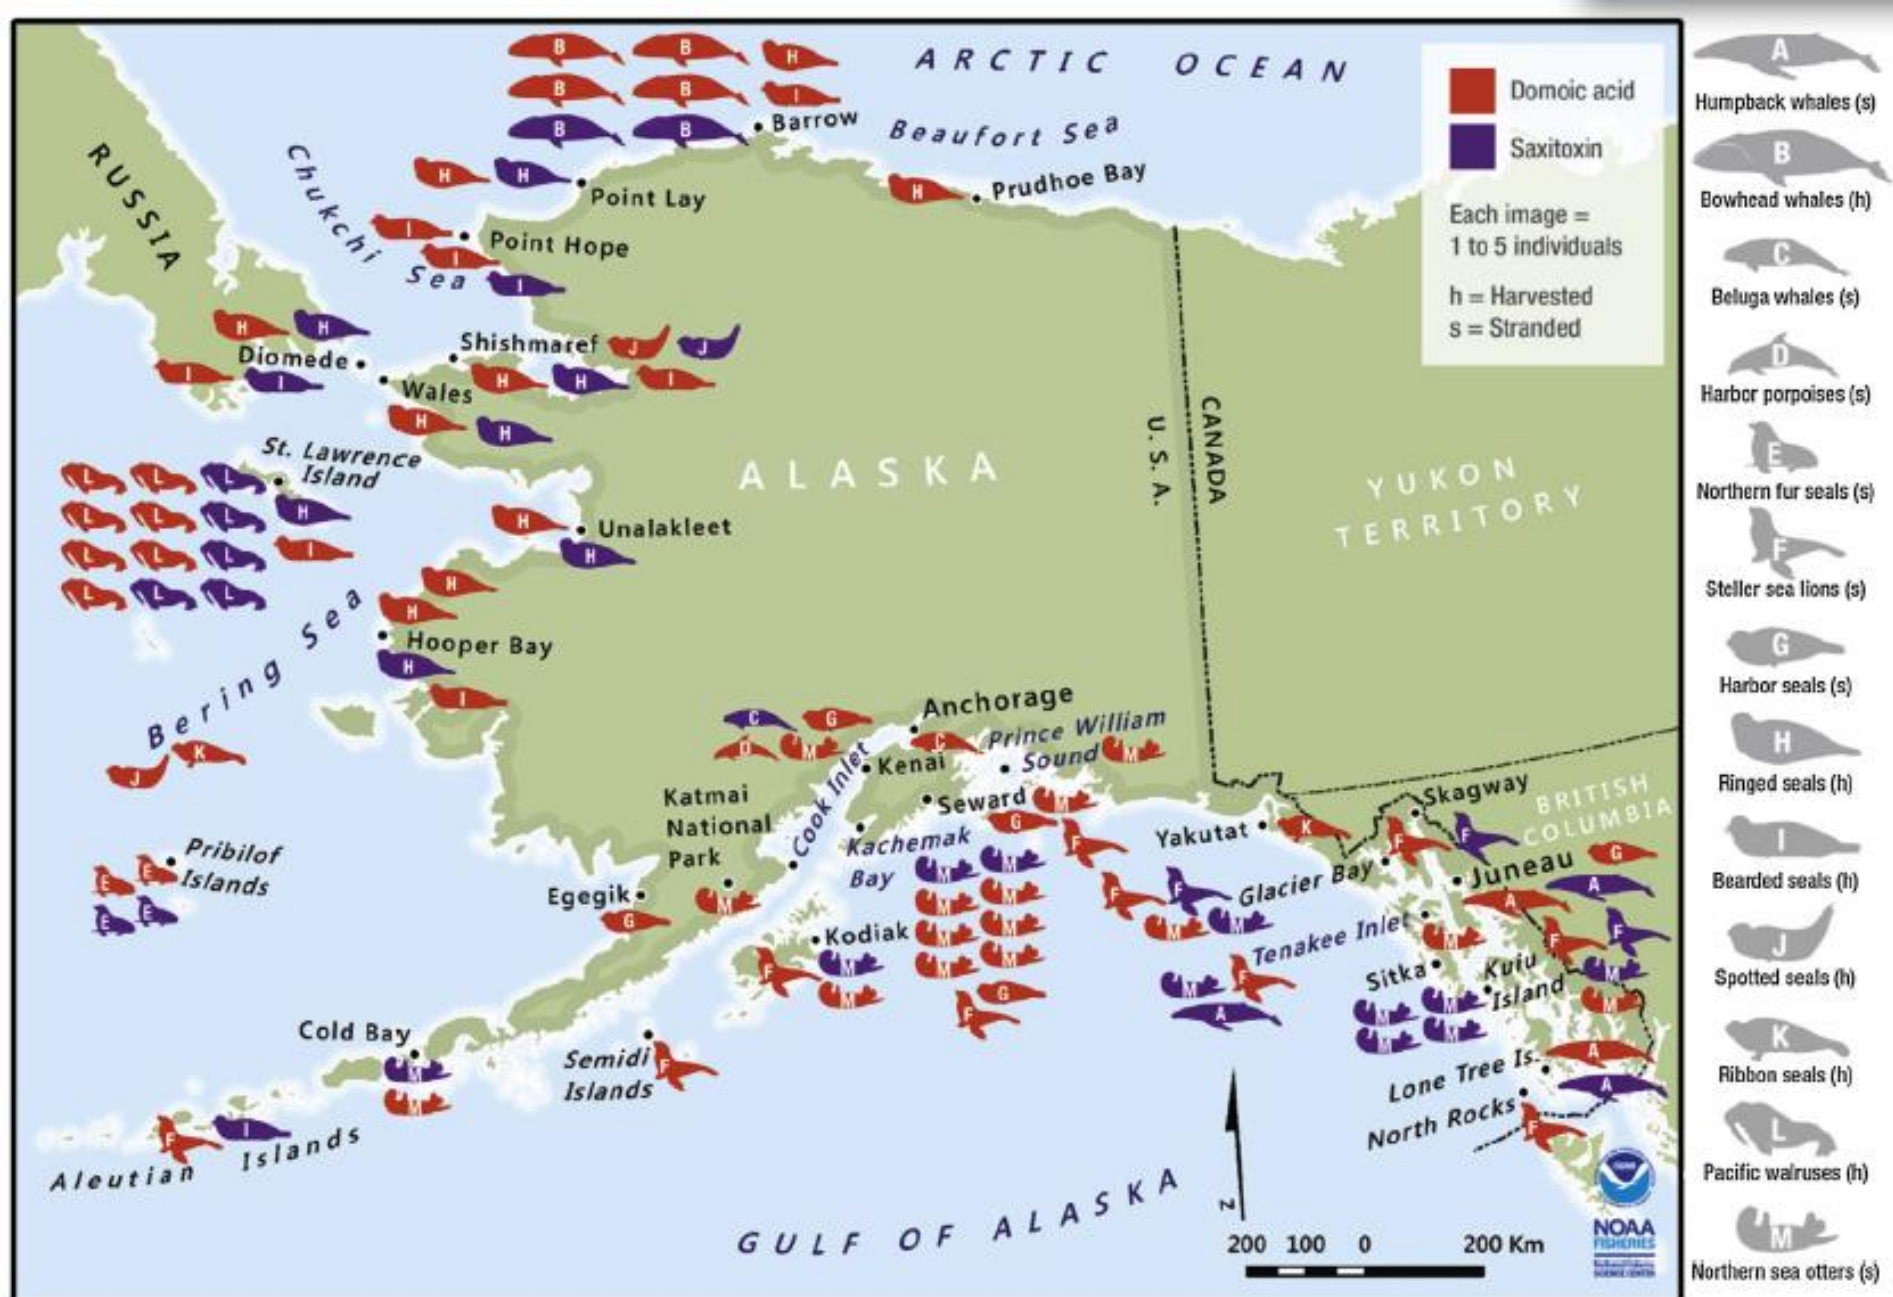 ARCTIC OCEAN
Beaufort Sea
Barrow
Prudhoe Bay
RUSSIA
Chukchi
Sea
Point Lay
Point Hope
Diomede
Shishmaref
Wales
St. Lawrence
Island
Unalakleet
ALASKA
U. S. A.
CANADA
YUKON
TERRITORY
Bering Sea
Hooper Bay
Anchorage
Prince William
Sound
Kenai
Cook Inlet
Seward
Katmai
National
Park
Kachemak
Bay
Skagway
BRITISH
COLUMBIA
Yakutat
Pribilof
Islands
Egegik
Glacier Bay
Juneau
Kodiak
Tenakee Inlet
Sitka
Kuiu
Island
Cold Bay
Semidi
Islands
Lone Tree Is.
North Rocks
Aleutian Islands
GULF OF ALASKA
B B H
B B I
B B
H H
H
I
I
I
H H
I I
J J
H H I
H H
L L L
L L L H
L L L I
L L L
H
H
H
H
H
I
J K
E E
E E
C G
D M
C
M
M
G
F
K
F F
G
A
A
M M
M M
M M
M M
G
F
F F
M M
M F
A
M
F F
M
M
M M
M M
A
A
F
G
M
F M
M
M
M
F
F I
Domoic acid
Saxitoxin
Each image =
1 to 5 individuals
h = Harvested
s = Stranded
N
200 100 0 200 Km
NOAA
FISHERIES
A
Humpback whales (s)
B
Bowhead whales (h)
C
Beluga whales (s)
D
Harbor porpoises (s)
E
Northern fur seals (s)
F
Steller sea lions (s)
G
Harbor seals (s)
H
Ringed seals (h)
I
Bearded seals (h)
J
Spotted seals (h)
K
Ribbon seals (h)
L
Pacific walruses (h)
M
Northern sea otters (s)